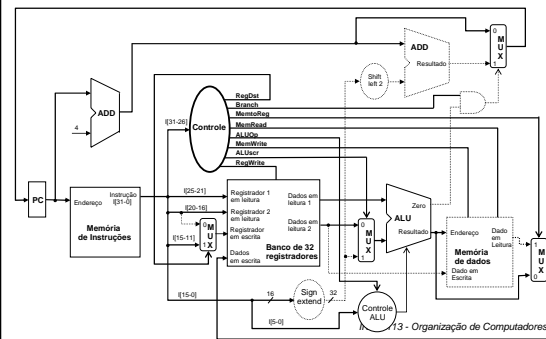 0
M
U
X
1
ADD
Resultado
ADD
4
Shift
left 2
RegDst
Branch
MemtoReg
MemRead
ALUOp
MemWrite
ALUscr
RegWrite
Controle
I[31-26]
PC
Endereço
Instrução
I[31-0]
Memória
de Instruções
I[25-21]
I[20-16]
I[15-11]
0
M
U
X
1
Registrador 1
em leitura
Registrador 2
em leitura
Registrador
em escrita
Dados
em escrita
Dados em
leitura 1
Dados em
leitura 2
Banco de 32
registradores
0
M
U
X
1
Zero
ALU
Resultado
Endereço
Dado
em
Leitura
Memória
de dados
Dado em
Escrita
1
M
U
X
0
I[15-0]
16
Sign
extend
32
I[5-0]
Controle
ALU
13 - Organização de Computadores